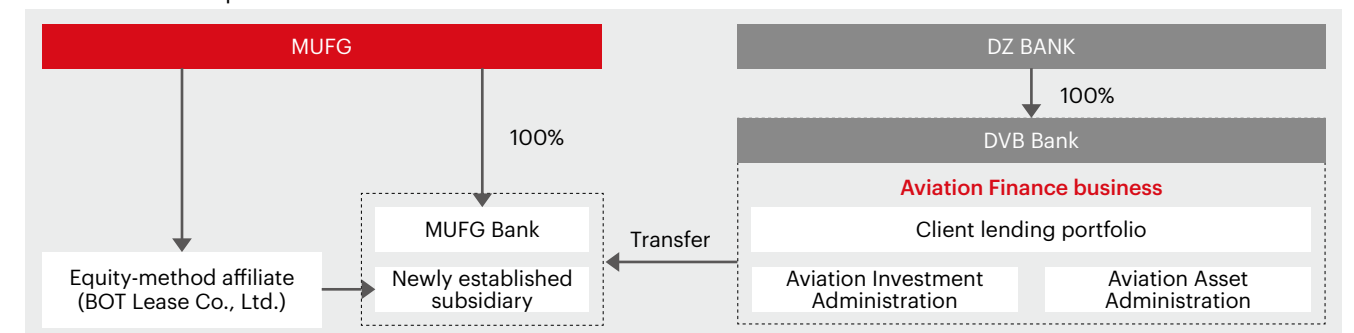 MUFG
DZ BANK
100%
100%
DVB Bank
Aviation Finance business
MUFG Bank
Transfer
Client lending portfolio
Equity-method affiliate
(BOT Lease Co., Ltd.)
Newly established
subsidiary
Aviation Investment
Administration
Aviation Asset
Administration